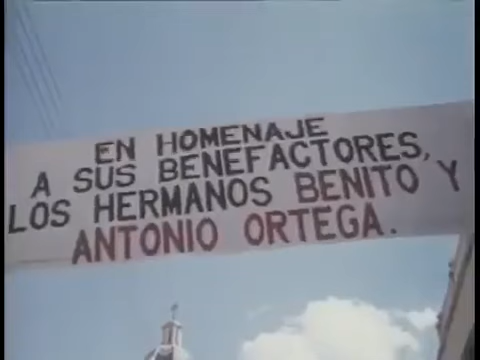 EN HOMENAJE
A SUS BENEFACTORES,
LOS HERMANOS BENITO Y
ANTONIO ORTEGA.